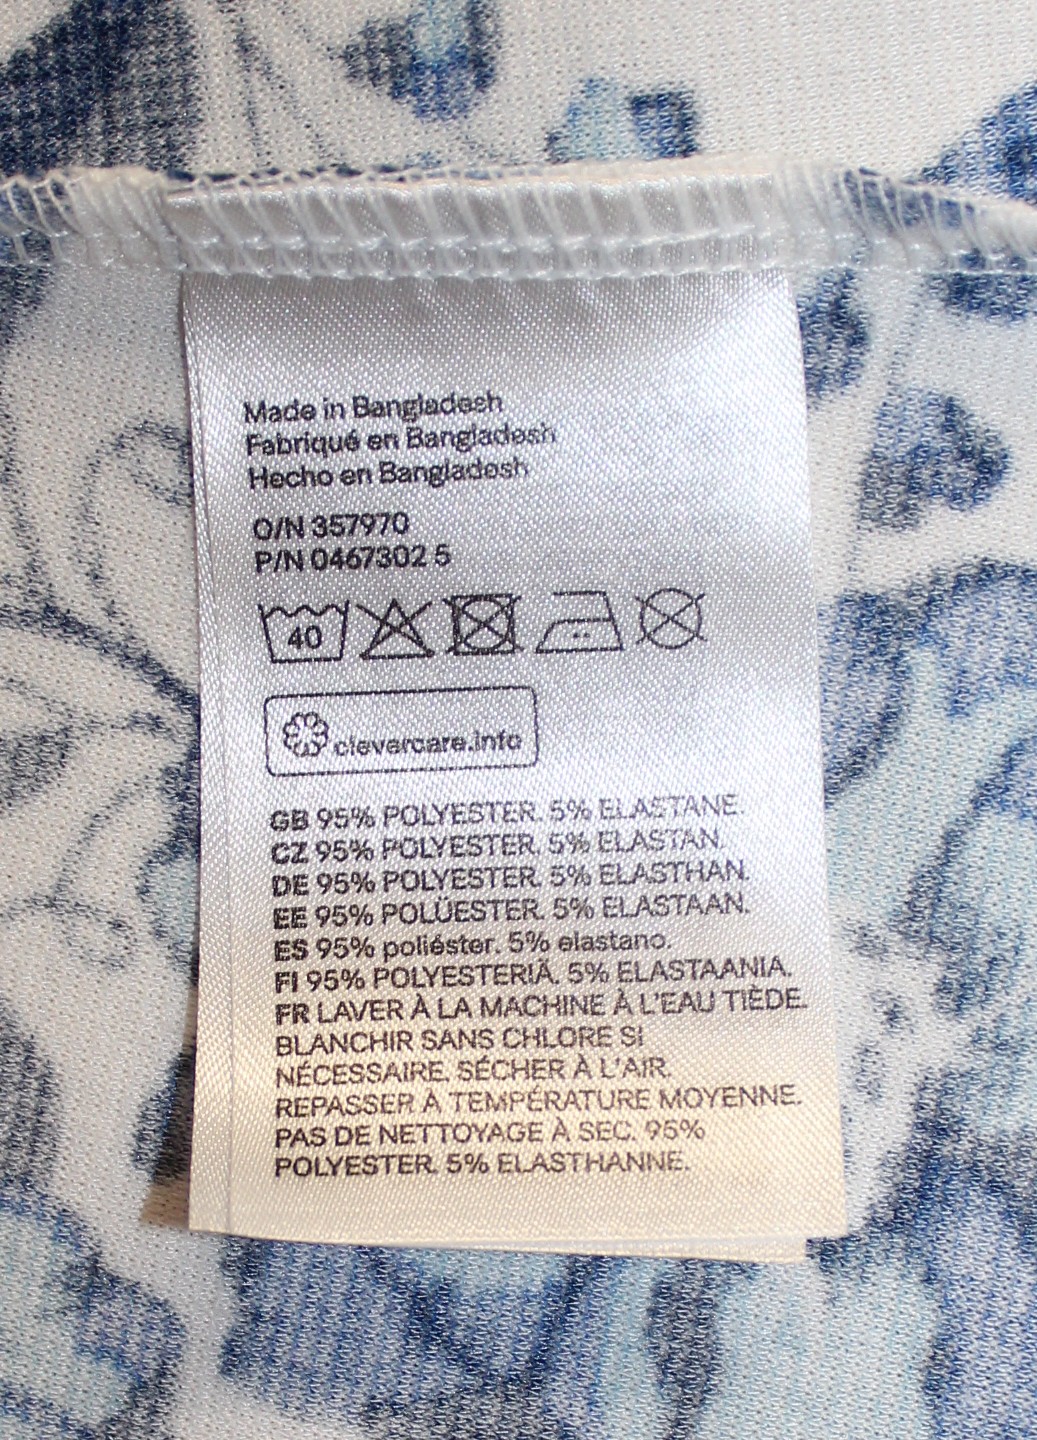 Made in Bangladesh
Fabriqué en Bangladesh
Hecho en Bangladesh
O/N 357970
P/N 0467302 5
40
clevercare.info
GB 95% POLYESTER. 5% ELASTANE.
CZ 95% POLYESTER. 5% ELASTAN.
DE 95% POLYESTER. 5% ELASTHAN.
EE 95% POLÜESTER. 5% ELASTAAN.
ES 95% poliéster. 5% elastano.
FI 95% POLYESTERIÄ. 5% ELASTAANIA.
FR LAVER À LA MACHINE À L'EAU TIÈDE.
BLANCHIR SANS CHLORE SI
NÉCESSAIRE. SÉCHER À L'AIR.
REPASSER À TEMPÉRATURE MOYENNE.
PAS DE NETTOYAGE À SEC. 95%
POLYESTER. 5% ELASTHANNE.